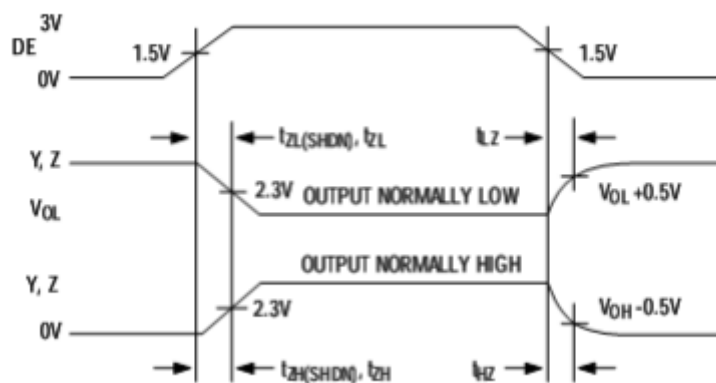 3V
DE
1.5V
1.5V
0V
tZL(SHDN), tZL
tLZ
Y, Z
2.3V
OUTPUT NORMALLY LOW
VOL +0.5V
VOL
OUTPUT NORMALLY HIGH
Y, Z
2.3V
VOH -0.5V
0V
tZH(SHDN), tZH
tHZ